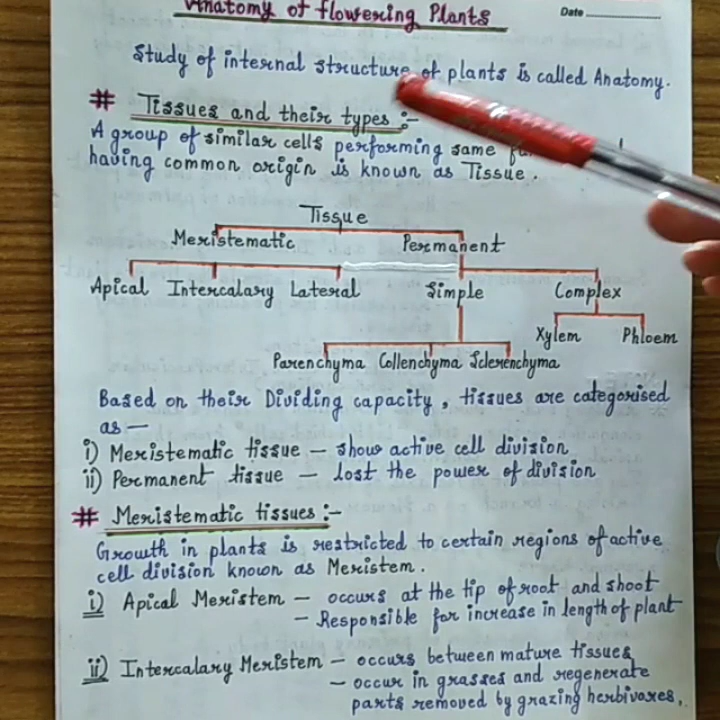 Anatomy of flowering Plants
Date
Study of internal structure of plants is called Anatomy.
# Tissues and their types :-
A group of similar cells performing same
having common origin is known as Tissue.
Tissue
Meristematic Permanent
Apical Intercalary Lateral Simple Complex
Xylem Phloem
Parenchyma Collenchyma Sclerenchyma
Based on their Dividing capacity, tissues are categorised
as —
i) Meristematic tissue - show active cell division
ii) Permanent tissue - lost the power of division
# Meristematic tissues :-
Growth in plants is restricted to certain regions of active
cell division known as Meristem.
i) Apical Meristem - occurs at the tip of root and shoot
- Responsible for increase in length of plant
ii) Intercalary Meristem - occurs between mature tissues
- occur in grasses and regenerate
parts removed by grazing herbivores.